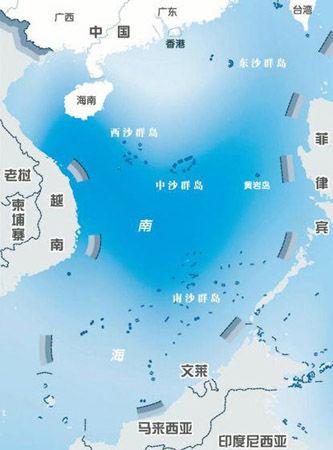 广西
广东
台湾
中国
香港
东沙群岛
海南
西沙群岛
菲律宾
老挝
中沙群岛
黄岩岛
柬埔寨
越南
南
南沙群岛
海
文莱
马来西亚
印度尼西亚